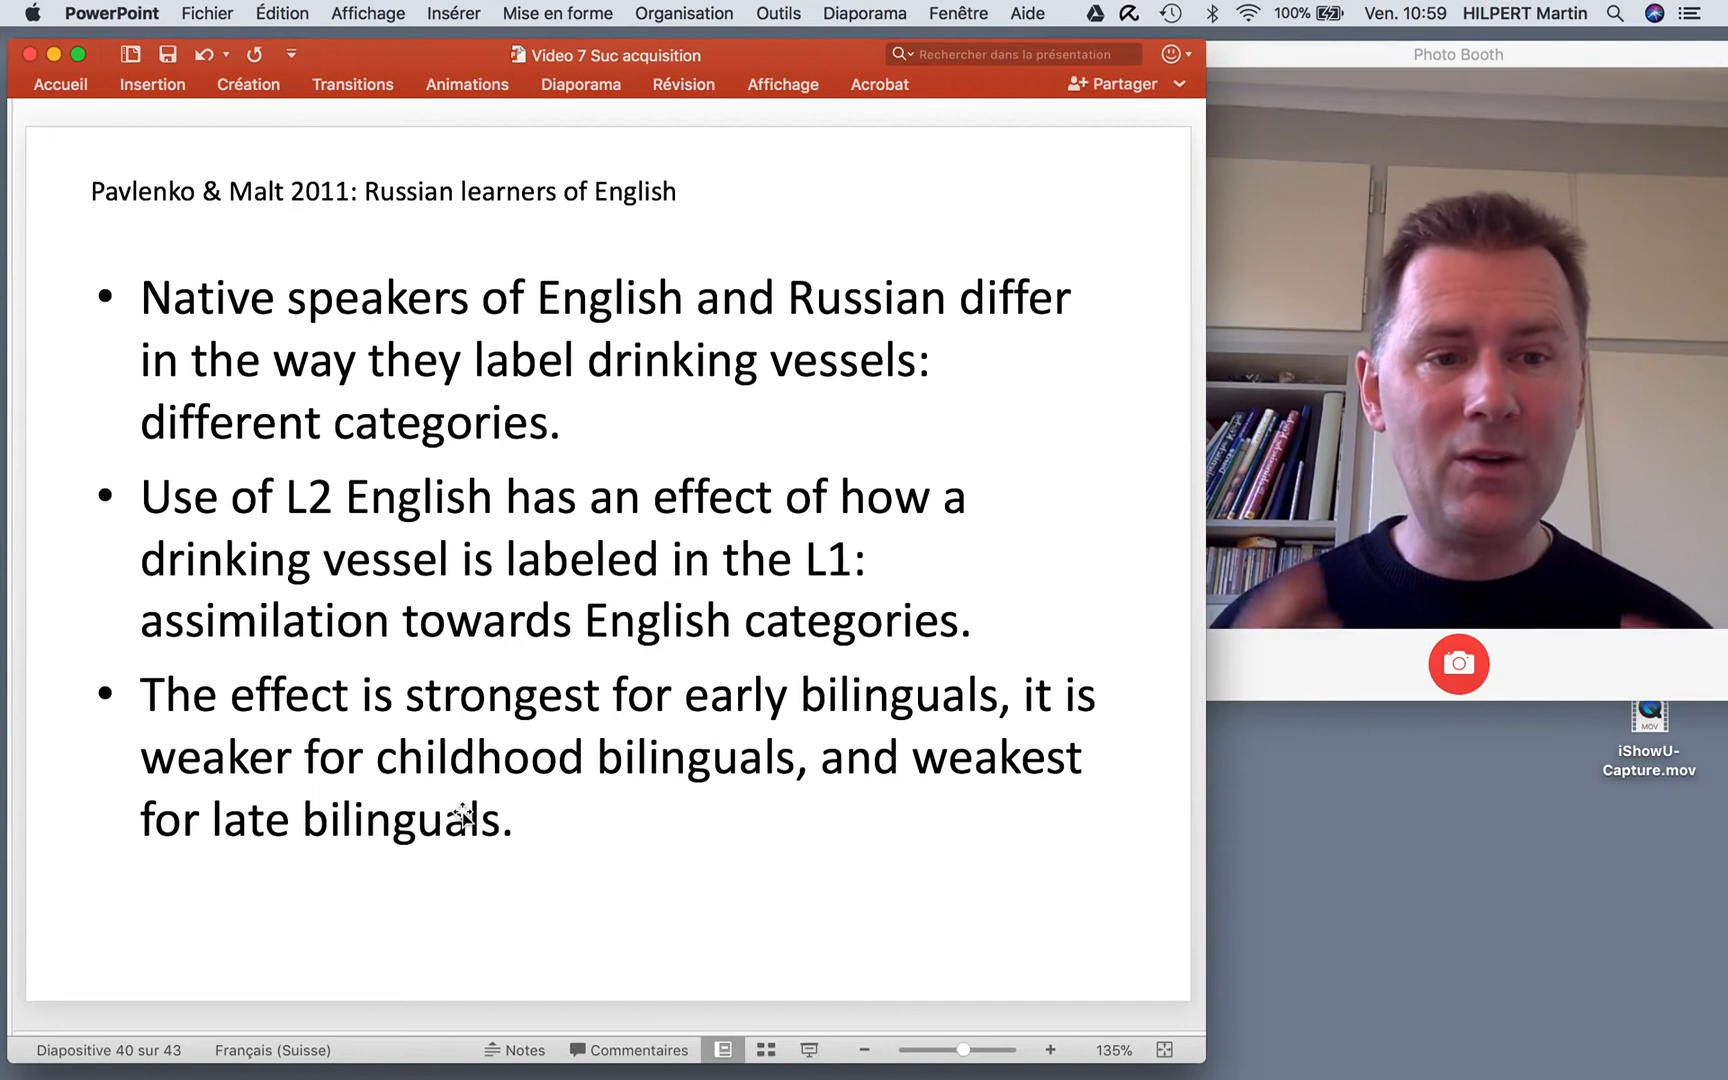 PowerPoint Fichier Édition Affichage Insérer Mise en forme Organisation Outils Diaporama Fenêtre Aide 100% Ven. 10:59 HILPERT Martin
Video 7 Suc acquisition
Rechercher dans la présentation
Photo Booth
Accueil Insertion Création Transitions Animations Diaporama Révision Affichage Acrobat Partager
Pavlenko & Malt 2011: Russian learners of English
• Native speakers of English and Russian differ
in the way they label drinking vessels:
different categories.
• Use of L2 English has an effect of how a
drinking vessel is labeled in the L1:
assimilation towards English categories.
• The effect is strongest for early bilinguals, it is
weaker for childhood bilinguals, and weakest
for late bilinguals.
MOV
iShowU-
Capture.mov
Diapositive 40 sur 43 Français (Suisse) Notes Commentaires 135%